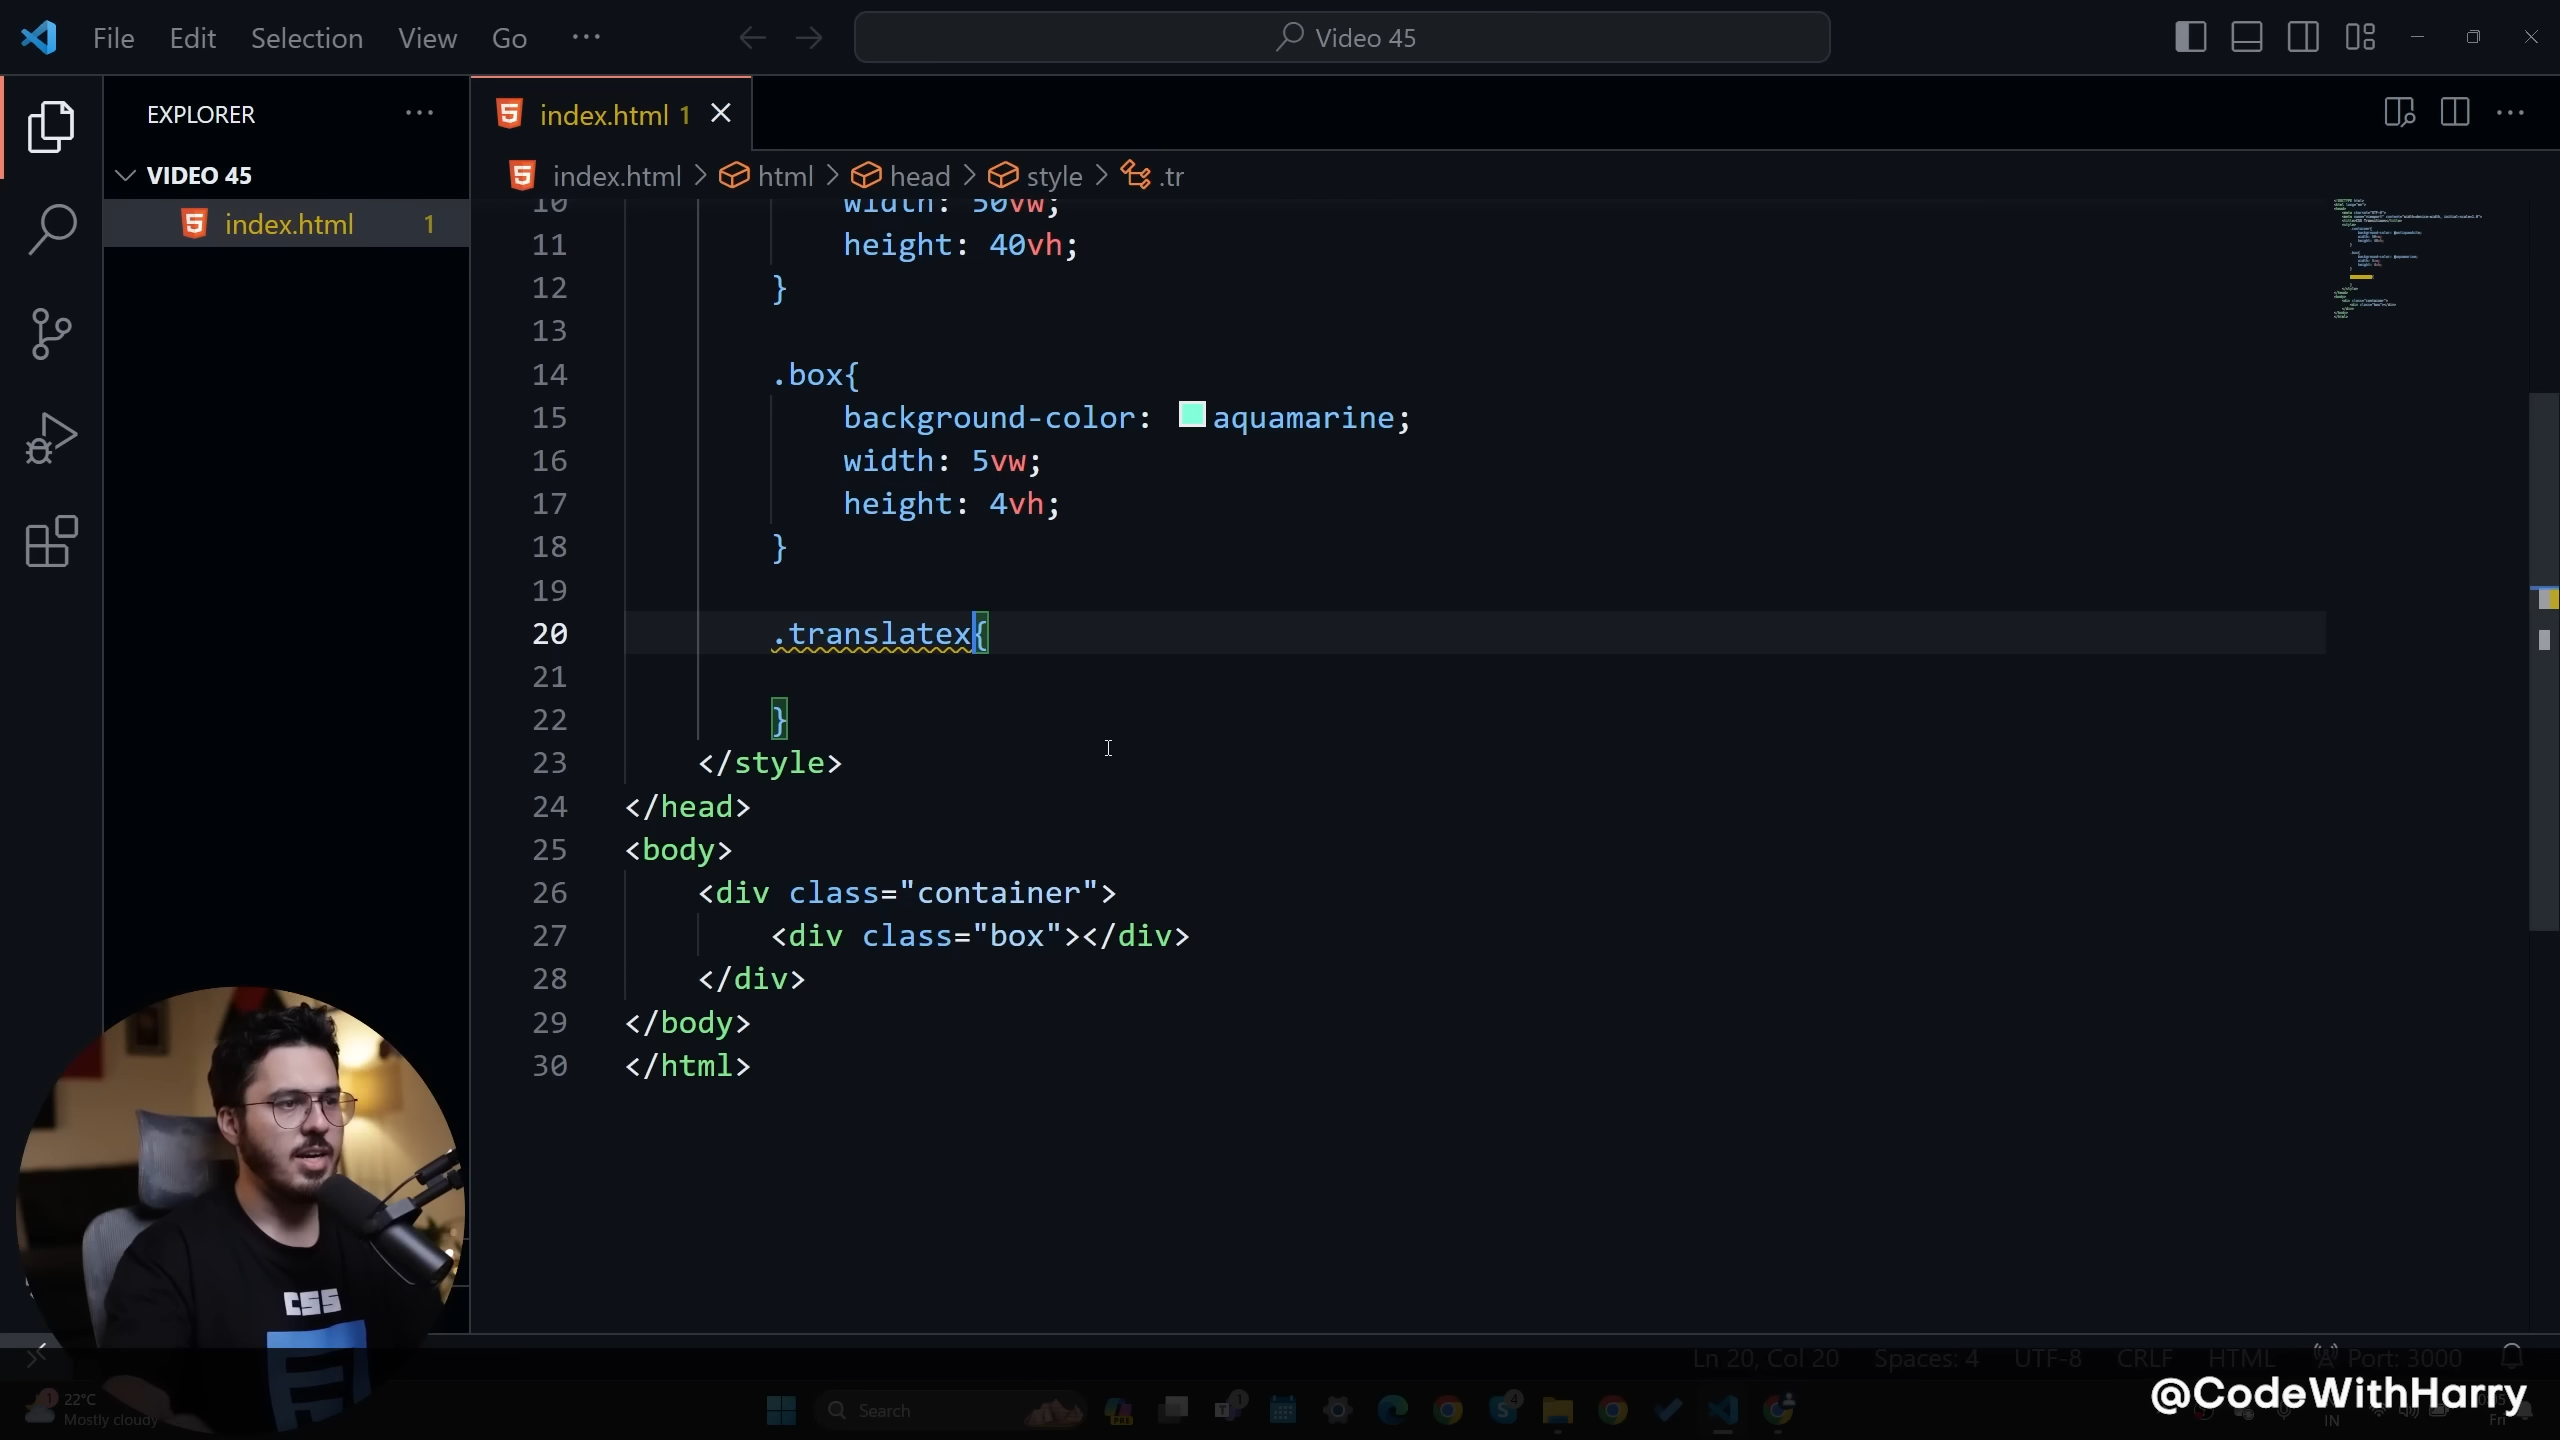 File Edit Selection View Go ··· Video 45
EXPLORER ···
index.html 1
VIDEO 45
index.html > html > head > style > .tr
index.html 1
10 width: 50vw;
11 height: 40vh;
12 }
13
14 .box{
15 background-color: aquamarine;
16 width: 5vw;
17 height: 4vh;
18 }
19
20 .translatex{
21
22 }
23 </style>
24 </head>
25 <body>
26 <div class="container">
27 <div class="box"></div>
28 </div>
29 </body>
30 </html>
CSS
Ln 20, Col 20 Spaces: 4 UTF-8 CRLF HTML Port: 3000
@CodeWithHarry
22°C
Mostly cloudy
Search
IN
Fri